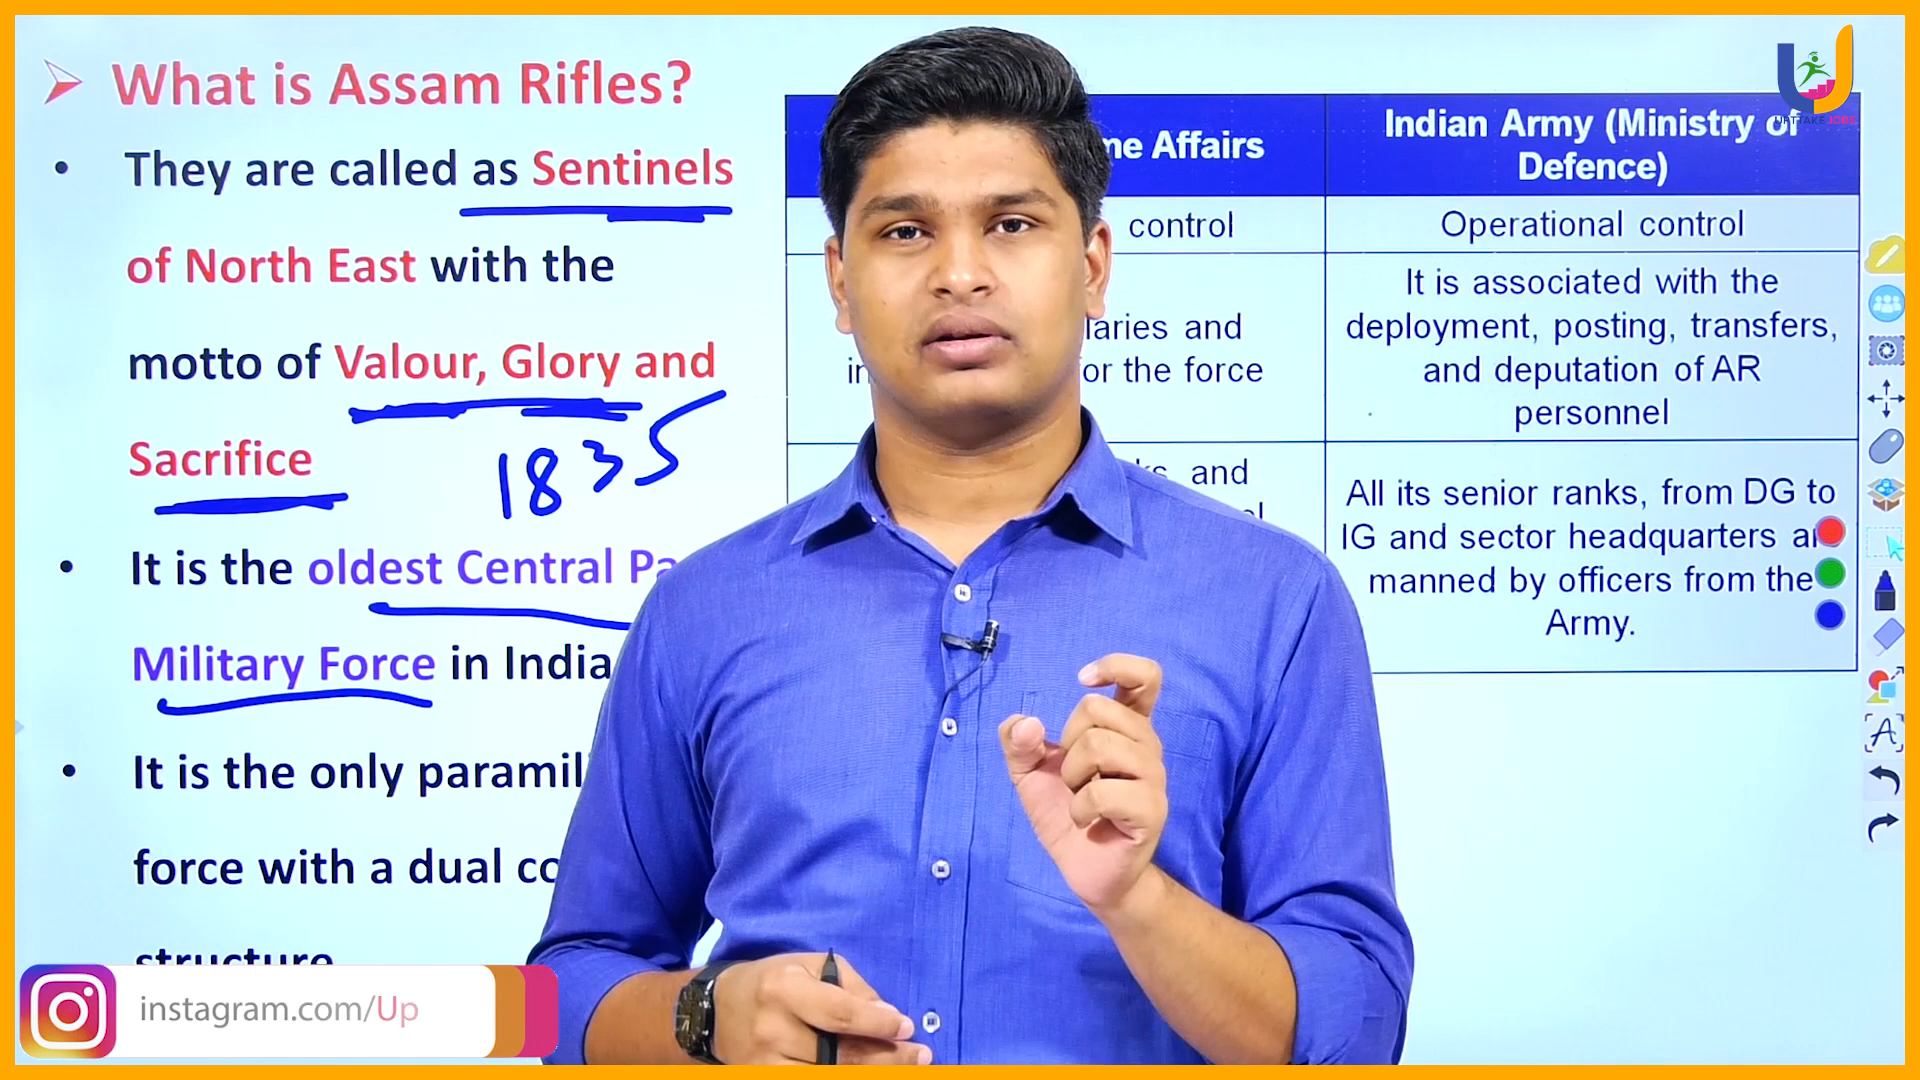 What is Assam Rifles?
• They are called as Sentinels
of North East with the
motto of Valour, Glory and
Sacrifice
1835
• It is the oldest Central
Military Force in India
• It is the only
force with a dual
structure
me Affairs
Indian Army (Ministry of
Defence)
control
Operational control
and
or the force
It is associated with the
deployment, posting, transfers,
and deputation of AR
personnel
and
All its senior ranks, from DG to
IG and sector headquarters
manned by officers from the
Army.
instagram.com/Up